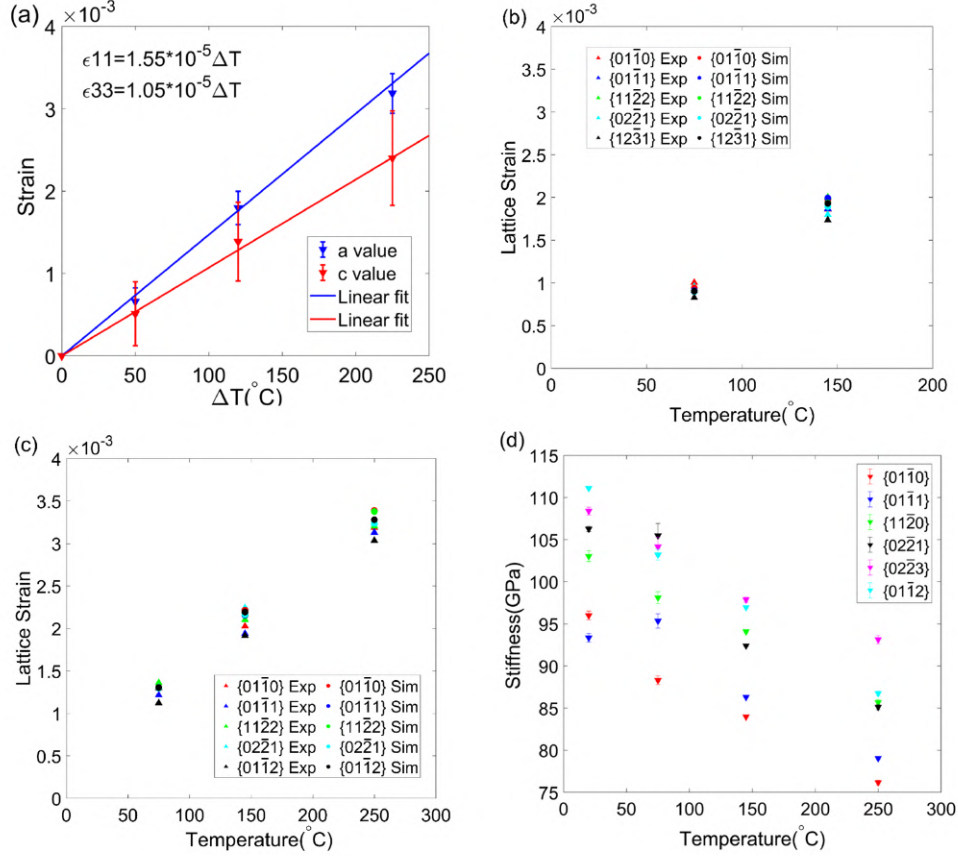 (a)
×10⁻³
ϵ11=1.55*10⁻⁵ΔT
ϵ33=1.05*10⁻⁵ΔT
4
3
2
1
0
Strain
a value
c value
Linear fit
Linear fit
0 50 100 150 200 250
ΔT(°C)
(b)
×10⁻³
4
3.5
3
2.5
2
1.5
1
0.5
0
Lattice Strain
{011̄0} Exp {011̄0} Sim
{011̄1} Exp {011̄1} Sim
{112̄2} Exp {112̄2} Sim
{022̄1} Exp {022̄1} Sim
{123̄1} Exp {123̄1} Sim
0 50 100 150 200
Temperature(°C)
(c)
×10⁻³
4
3.5
3
2.5
2
1.5
1
0.5
0
Lattice Strain
{011̄0} Exp {011̄0} Sim
{011̄1} Exp {011̄1} Sim
{112̄2} Exp {112̄2} Sim
{022̄1} Exp {022̄1} Sim
{011̄2} Exp {011̄2} Sim
0 50 100 150 200 250 300
Temperature(°C)
(d)
115
110
105
100
95
90
85
80
75
Stiffness(GPa)
{011̄0}
{011̄1}
{112̄0}
{022̄1}
{022̄3}
{011̄2}
0 50 100 150 200 250 300
Temperature(°C)